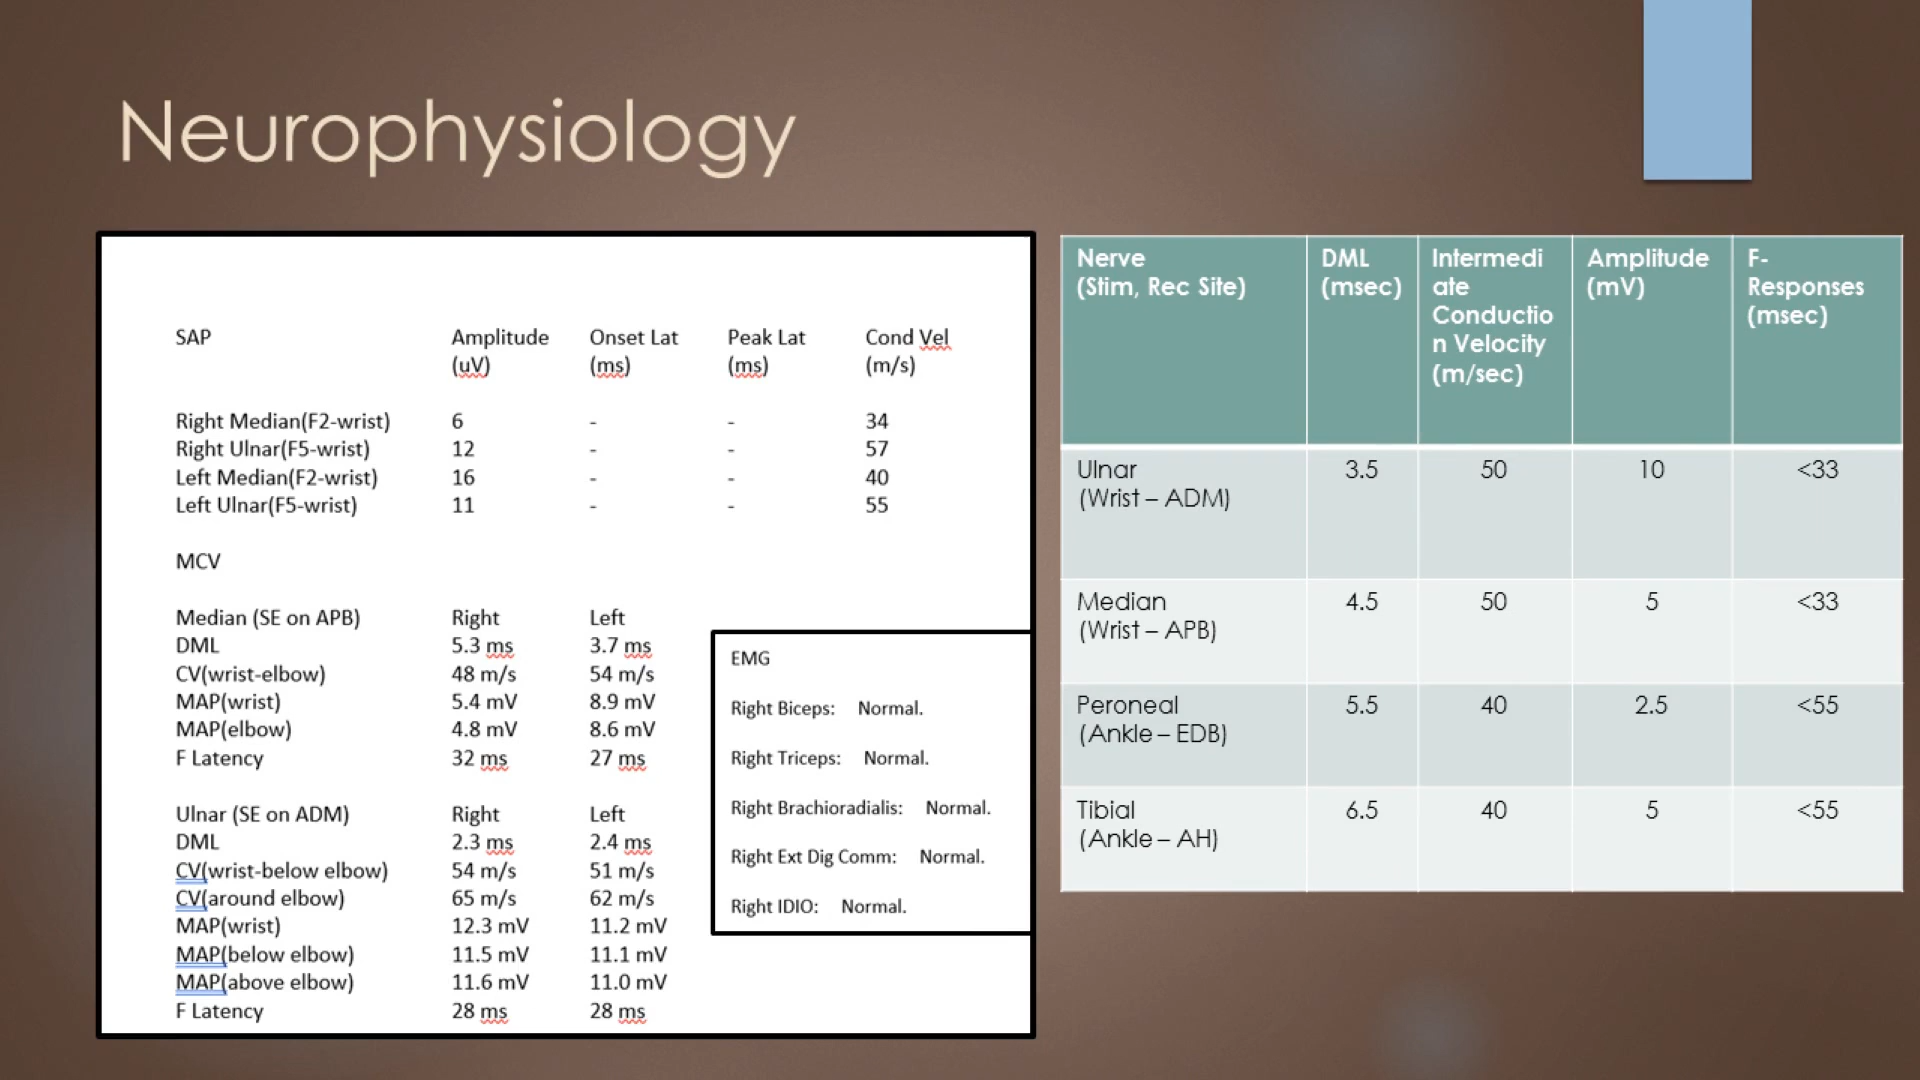 Neurophysiology
SAP Amplitude Onset Lat Peak Lat Cond Vel
(uV) (ms) (ms) (m/s)
Right Median(F2-wrist) 6 - - 34
Right Ulnar(F5-wrist) 12 - - 57
Left Median(F2-wrist) 16 - - 40
Left Ulnar(F5-wrist) 11 - - 55
MCV
Median (SE on APB) Right Left
DML 5.3 ms 3.7 ms
CV(wrist-elbow) 48 m/s 54 m/s
MAP(wrist) 5.4 mV 8.9 mV
MAP(elbow) 4.8 mV 8.6 mV
F Latency 32 ms 27 ms
Ulnar (SE on ADM) Right Left
DML 2.3 ms 2.4 ms
CV(wrist-below elbow) 54 m/s 51 m/s
CV(around elbow) 65 m/s 62 m/s
MAP(wrist) 12.3 mV 11.2 mV
MAP(below elbow) 11.5 mV 11.1 mV
MAP(above elbow) 11.6 mV 11.0 mV
F Latency 28 ms 28 ms
EMG
Right Biceps: Normal.
Right Triceps: Normal.
Right Brachioradialis: Normal.
Right Ext Dig Comm: Normal.
Right IDIO: Normal.
Nerve DML Intermedi Amplitude F-
(Stim, Rec Site) (msec) ate (mV) Responses
Conductio (msec)
n Velocity
(m/sec)
Ulnar 3.5 50 10 <33
(Wrist – ADM)
Median 4.5 50 5 <33
(Wrist – APB)
Peroneal 5.5 40 2.5 <55
(Ankle – EDB)
Tibial 6.5 40 5 <55
(Ankle – AH)